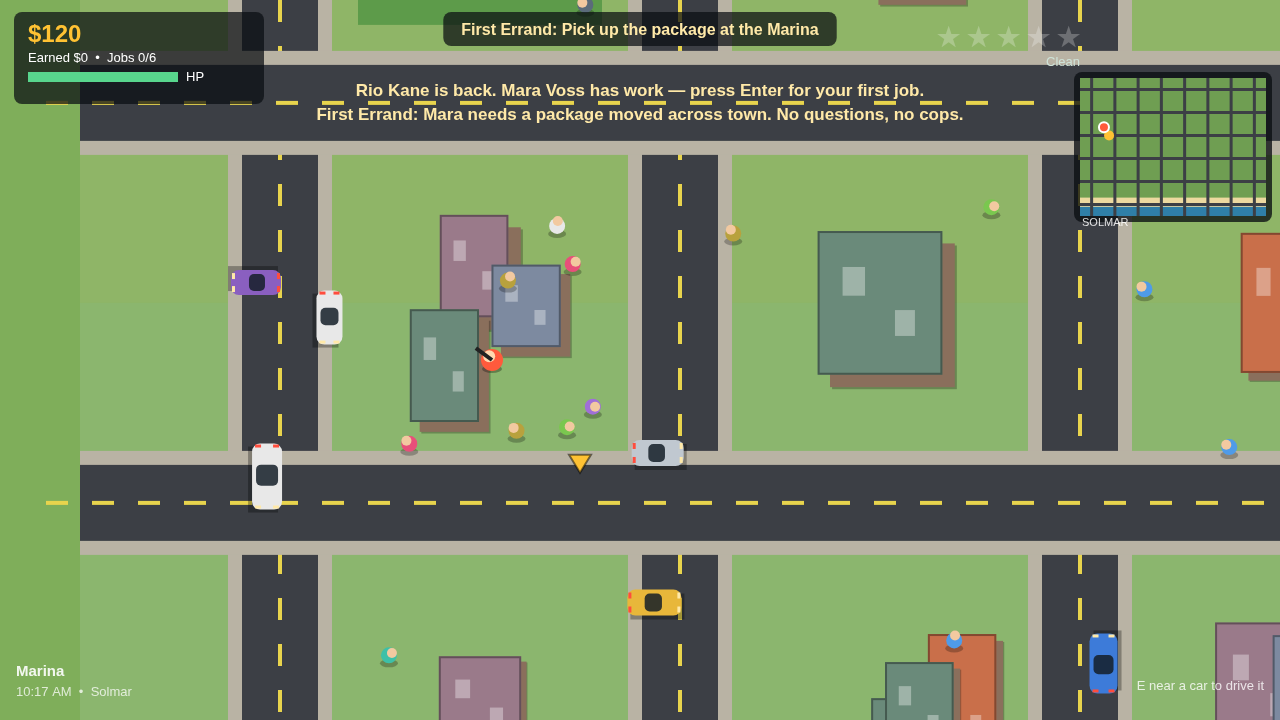 $120
Earned $0 • Jobs 0/6
HP
First Errand: Pick up the package at the Marina
Clean
Rio Kane is back. Mara Voss has work — press Enter for your first job.
First Errand: Mara needs a package moved across town. No questions, no cops.
SOLMAR
Marina
10:17 AM • Solmar
E near a car to drive it